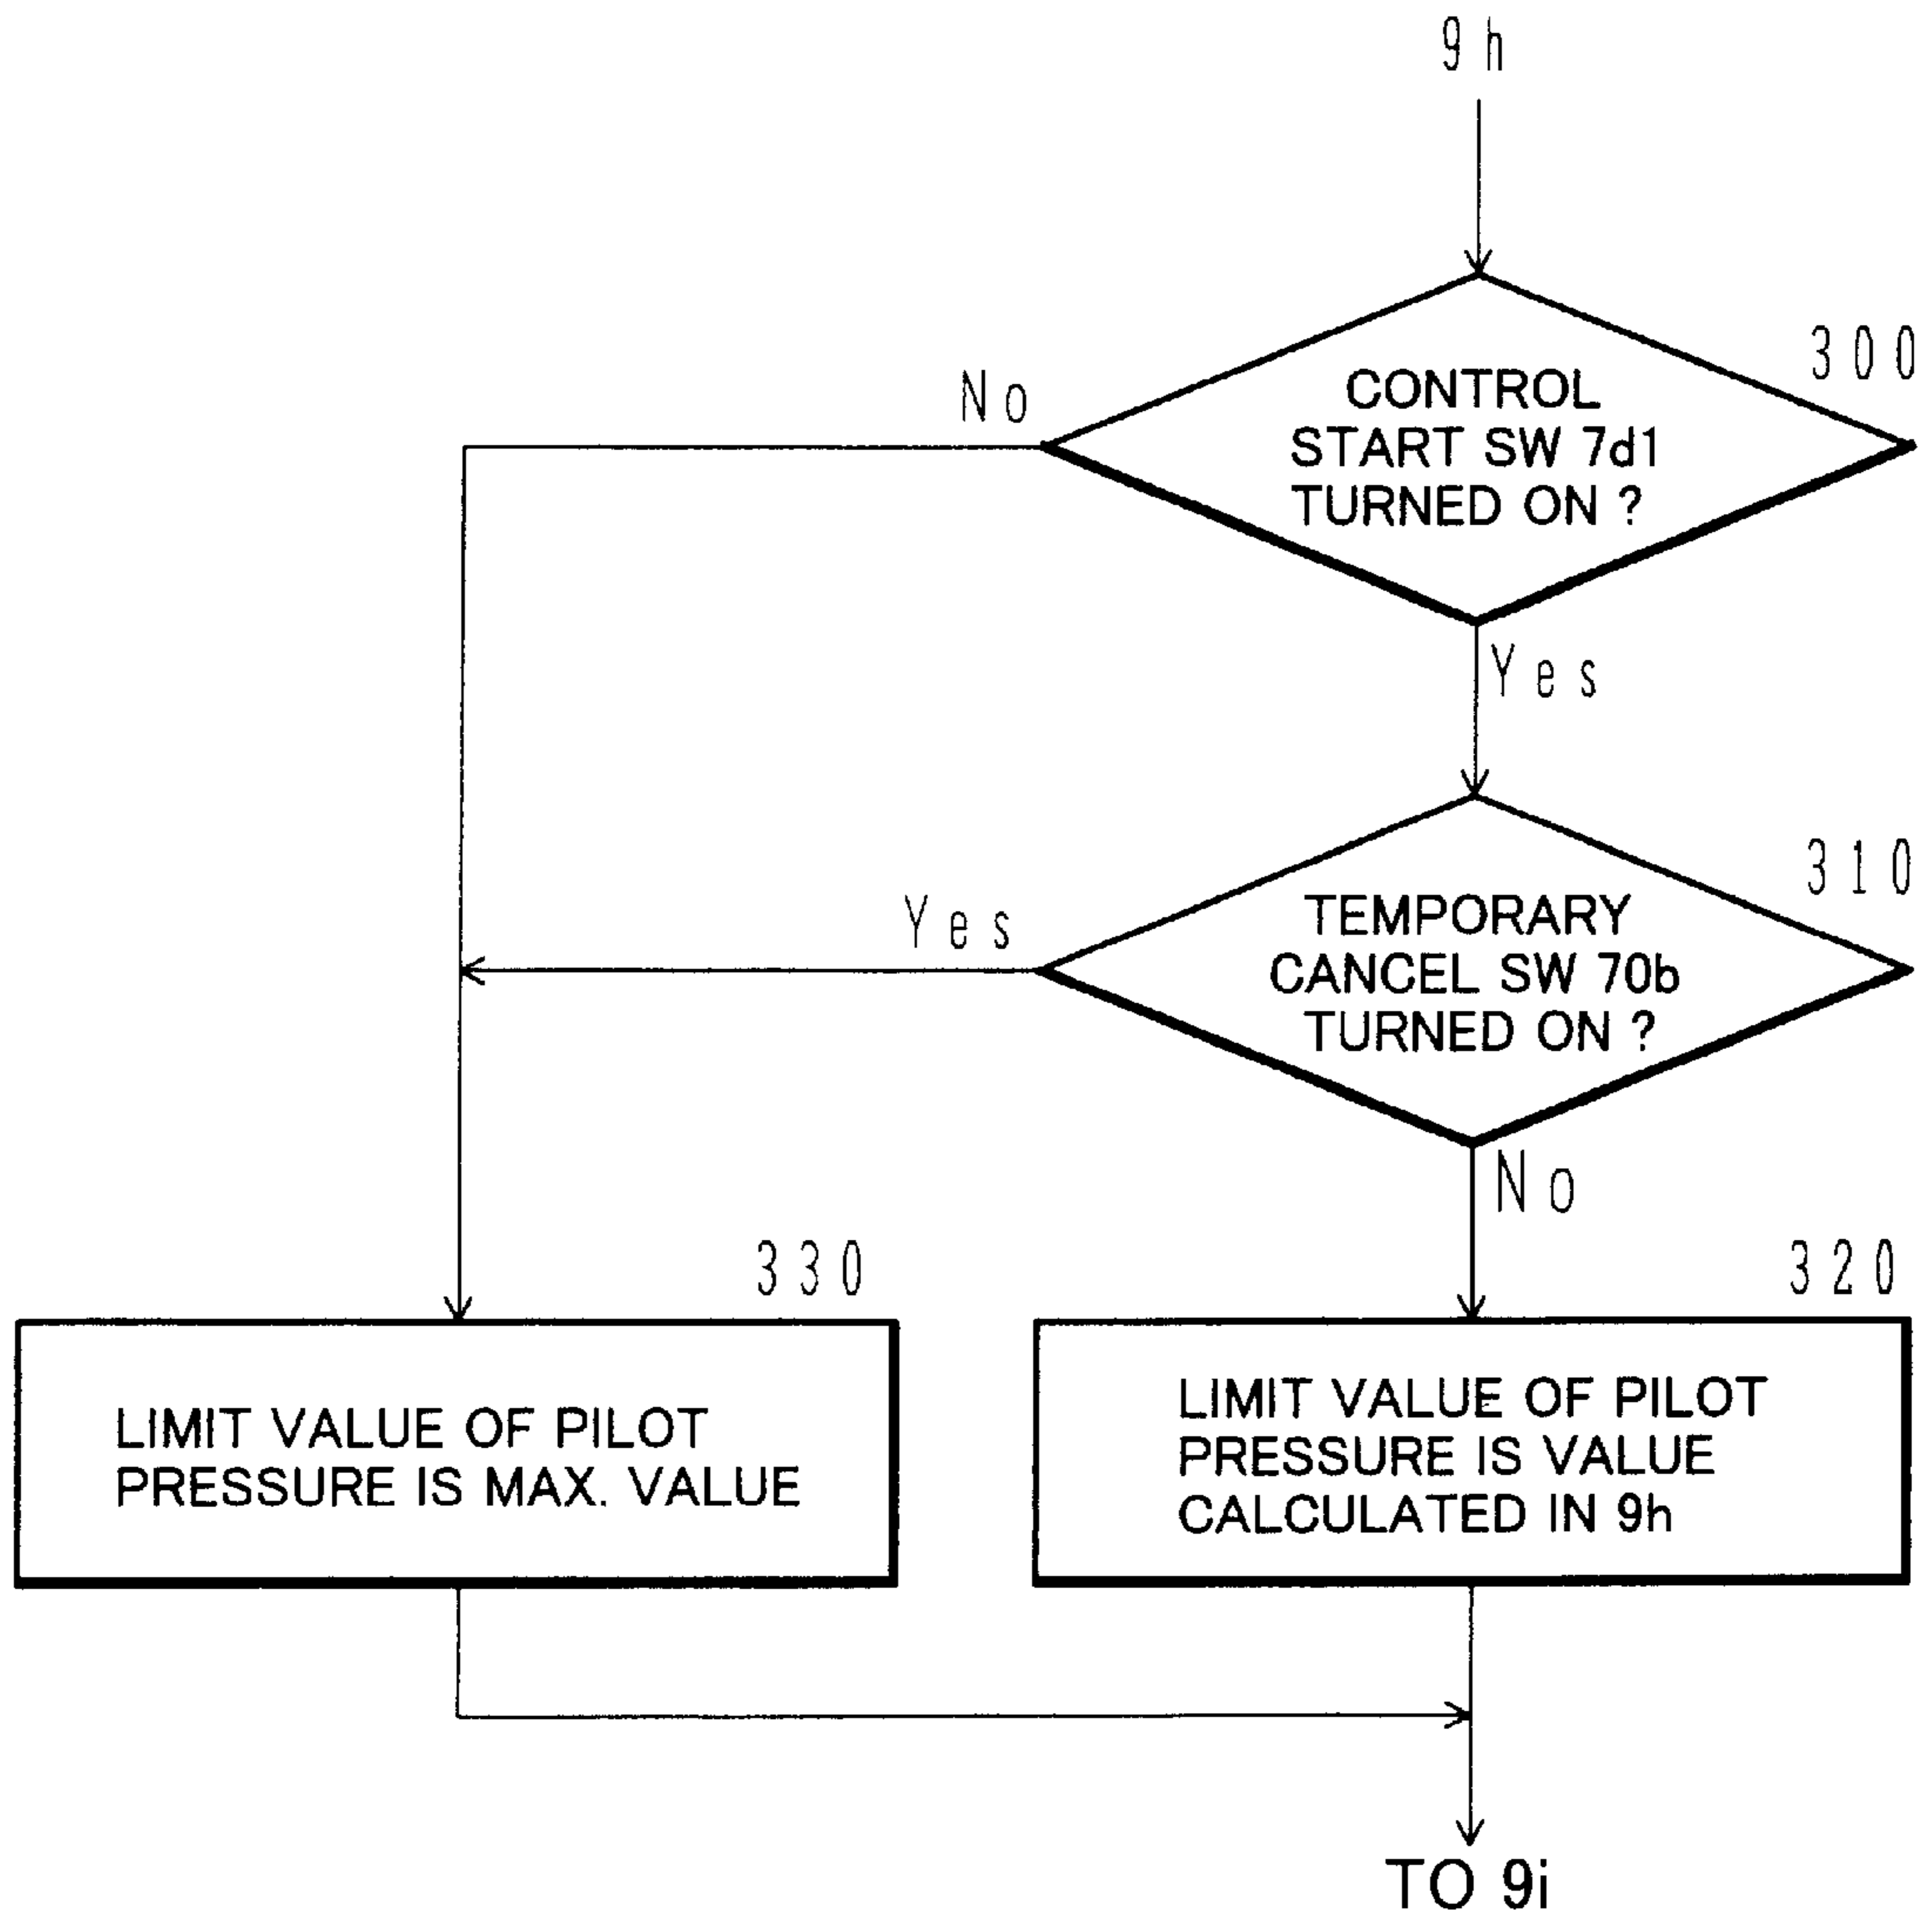 9h
300
CONTROL
START SW 7d1
TURNED ON ?
No
Yes
310
TEMPORARY
CANCEL SW 70b
TURNED ON ?
Yes
No
330
LIMIT VALUE OF PILOT
PRESSURE IS MAX. VALUE
320
LIMIT VALUE OF PILOT
PRESSURE IS VALUE
CALCULATED IN 9h
TO 9i